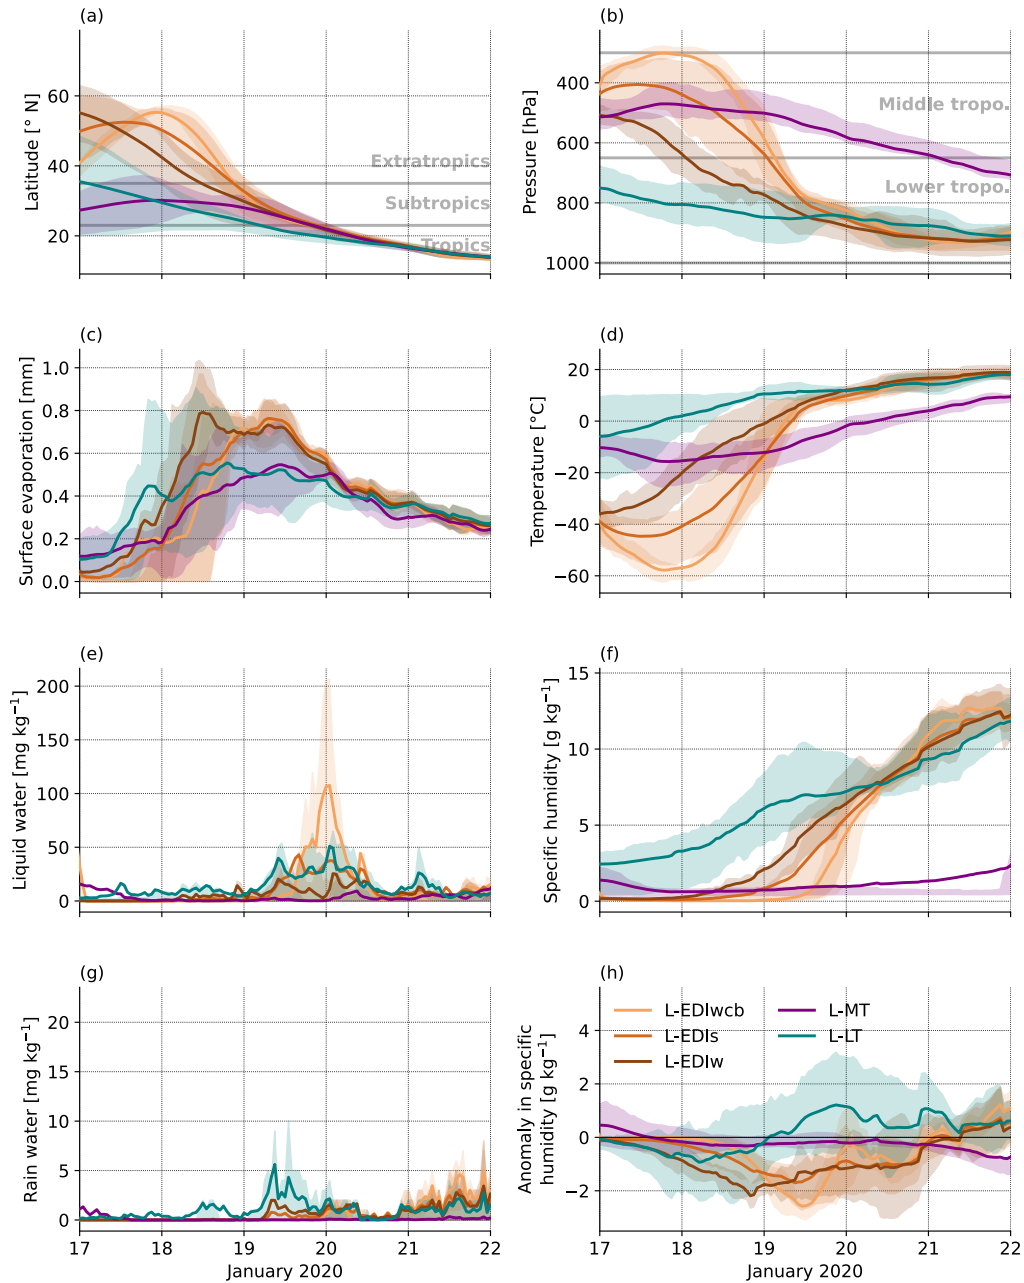 (a)
60
40
20
Latitude [° N]
Extratropics
Subtropics
Tropics
(b)
400
600
800
1000
Pressure [hPa]
Middle tropo.
Lower tropo.
(c)
1.0
0.8
0.6
0.4
0.2
0.0
Surface evaporation [mm]
(d)
20
0
−20
−40
−60
Temperature [°C]
(e)
200
150
100
50
0
Liquid water [mg kg⁻¹]
(f)
15
10
5
0
Specific humidity [g kg⁻¹]
(g)
20
15
10
5
0
Rain water [mg kg⁻¹]
17 18 19 20 21 22
January 2020
(h)
4
2
0
−2
Anomaly in specific
humidity [g kg⁻¹]
L-EDIwcb
L-EDIs
L-EDIw
L-MT
L-LT
17 18 19 20 21 22
January 2020